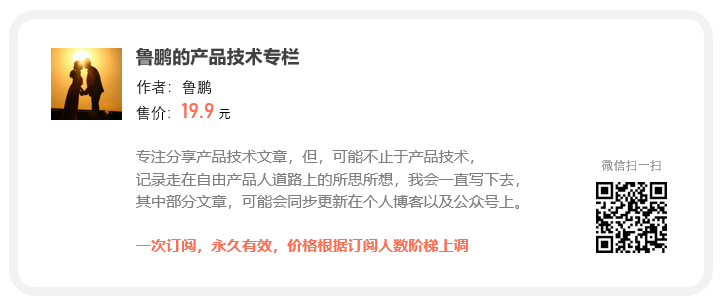 鲁鹏的产品技术专栏
作者：鲁鹏
售价：19.9 元
专注分享产品技术文章，但，可能不止于产品技术，
记录走在自由产品人道路上的所思所想，我会一直写下去，
其中部分文章，可能会同步更新在个人博客以及公众号上。
微信扫一扫
一次订阅，永久有效，价格根据订阅人数阶梯上调